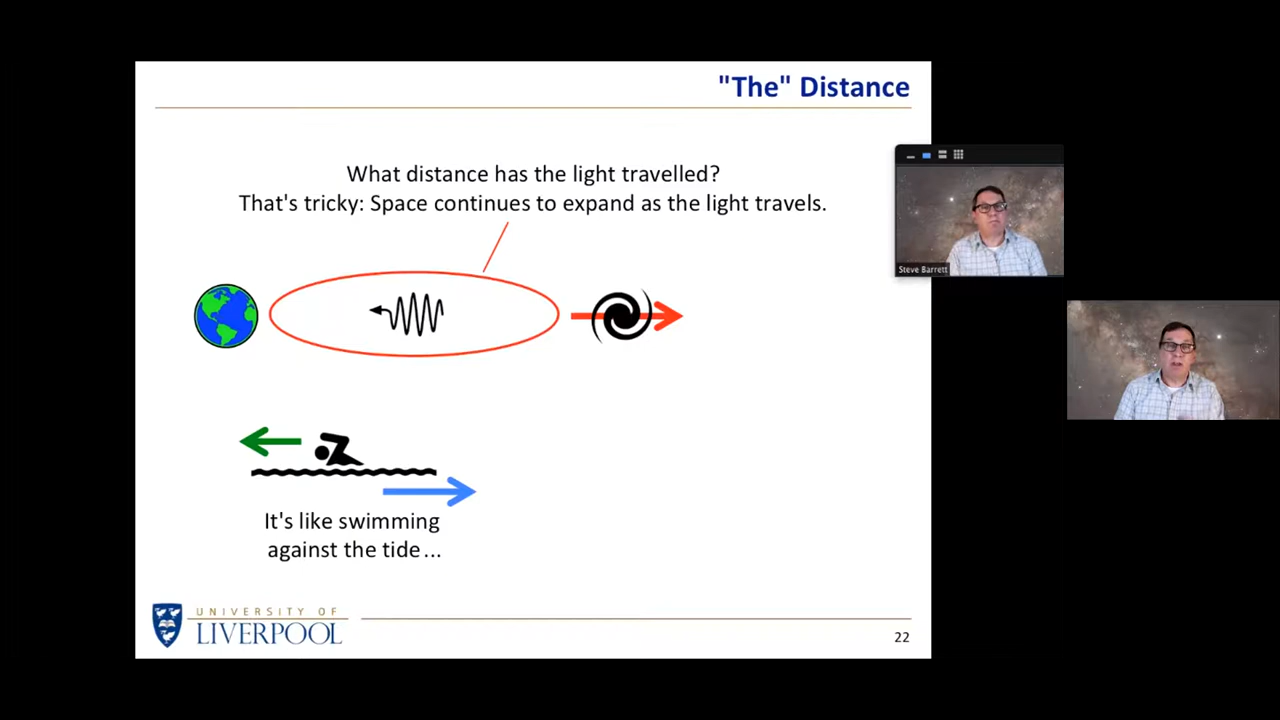 "The" Distance
What distance has the light travelled?
That's tricky: Space continues to expand as the light travels.
Steve Barrett
It's like swimming
against the tide ...
UNIVERSITY OF
LIVERPOOL
22